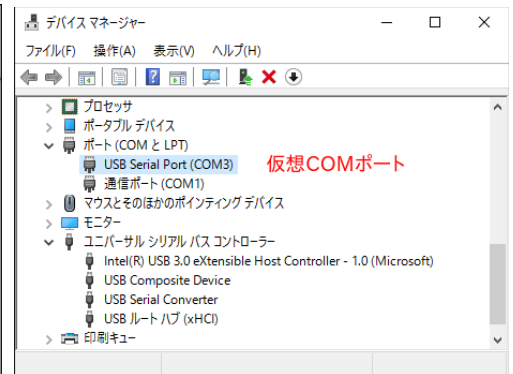 デバイス マネージャー
ファイル(F) 操作(A) 表示(V) ヘルプ(H)
プロセッサ
ポータブル デバイス
ポート (COM と LPT)
USB Serial Port (COM3) 仮想COMポート
通信ポート (COM1)
マウスとそのほかのポインティング デバイス
モニター
ユニバーサル シリアル バス コントローラー
Intel(R) USB 3.0 eXtensible Host Controller - 1.0 (Microsoft)
USB Composite Device
USB Serial Converter
USB ルート ハブ (xHCI)
印刷キュー